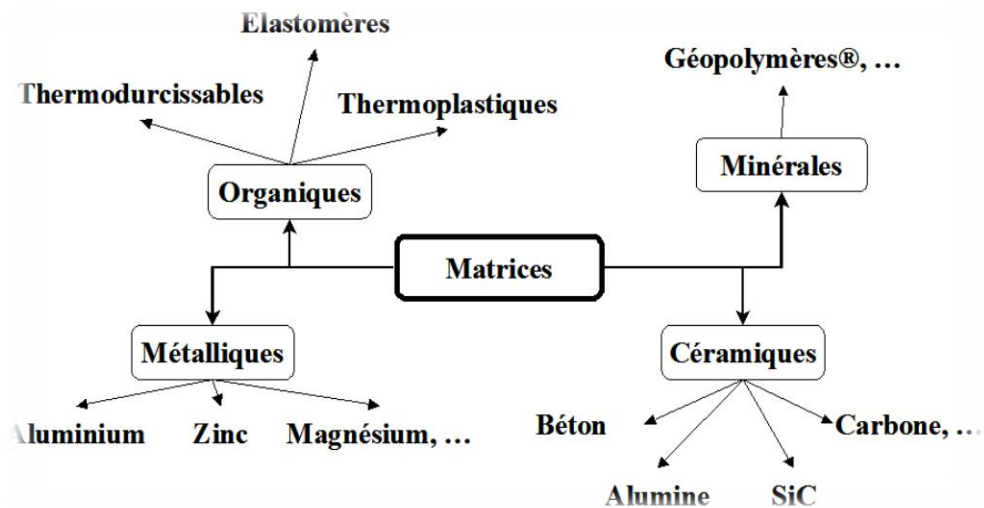 Elastomères
Géopolymères®, …
Thermodurcissables
Thermoplastiques
Minérales
Organiques
Matrices
Métalliques
Céramiques
Aluminium
Zinc
Magnésium, …
Béton
Carbone, …
Alumine
SiC